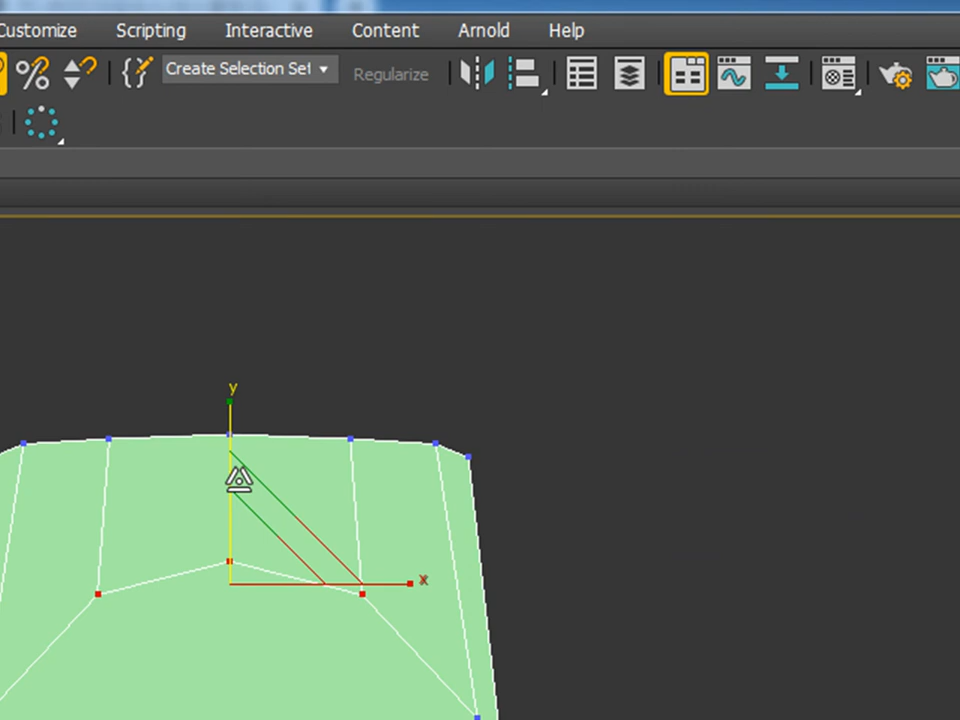 Customize Scripting Interactive Content Arnold Help
Create Selection Set Regularize
y
x